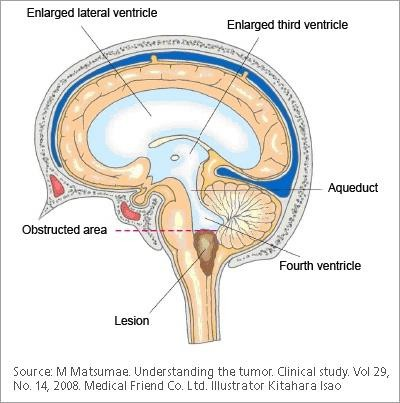 Enlarged lateral ventricle
Enlarged third ventricle
Aqueduct
Obstructed area
Fourth ventricle
Lesion
Source: M Matsumae. Understanding the tumor. Clinical study. Vol 29,
No. 14, 2008. Medical Friend Co. Ltd. Illustrator Kitahara Isao